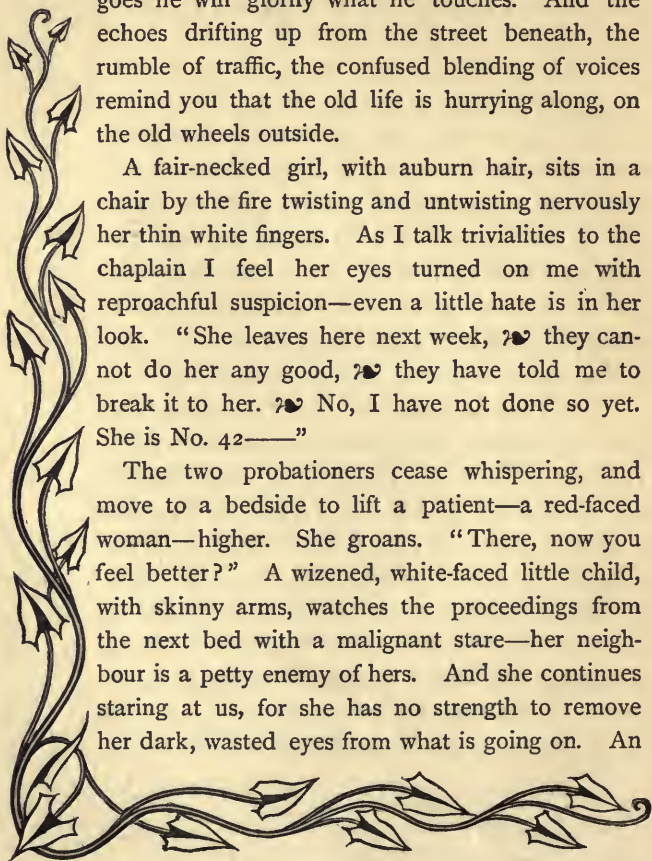 goes he will glorify what he touches. And the
echoes drifting up from the street beneath, the
rumble of traffic, the confused blending of voices
remind you that the old life is hurrying along, on
the old wheels outside.
A fair-necked girl, with auburn hair, sits in a
chair by the fire twisting and untwisting nervously
her thin white fingers. As I talk trivialities to the
chaplain I feel her eyes turned on me with
reproachful suspicion—even a little hate is in her
look. “She leaves here next week, ❧ they can-
not do her any good, ❧ they have told me to
break it to her. ❧ No, I have not done so yet.
She is No. 42——”
The two probationers cease whispering, and
move to a bedside to lift a patient—a red-faced
woman—higher. She groans. “There, now you
feel better?” A wizened, white-faced little child,
with skinny arms, watches the proceedings from
the next bed with a malignant stare—her neigh-
bour is a petty enemy of hers. And she continues
staring at us, for she has no strength to remove
her dark, wasted eyes from what is going on. An